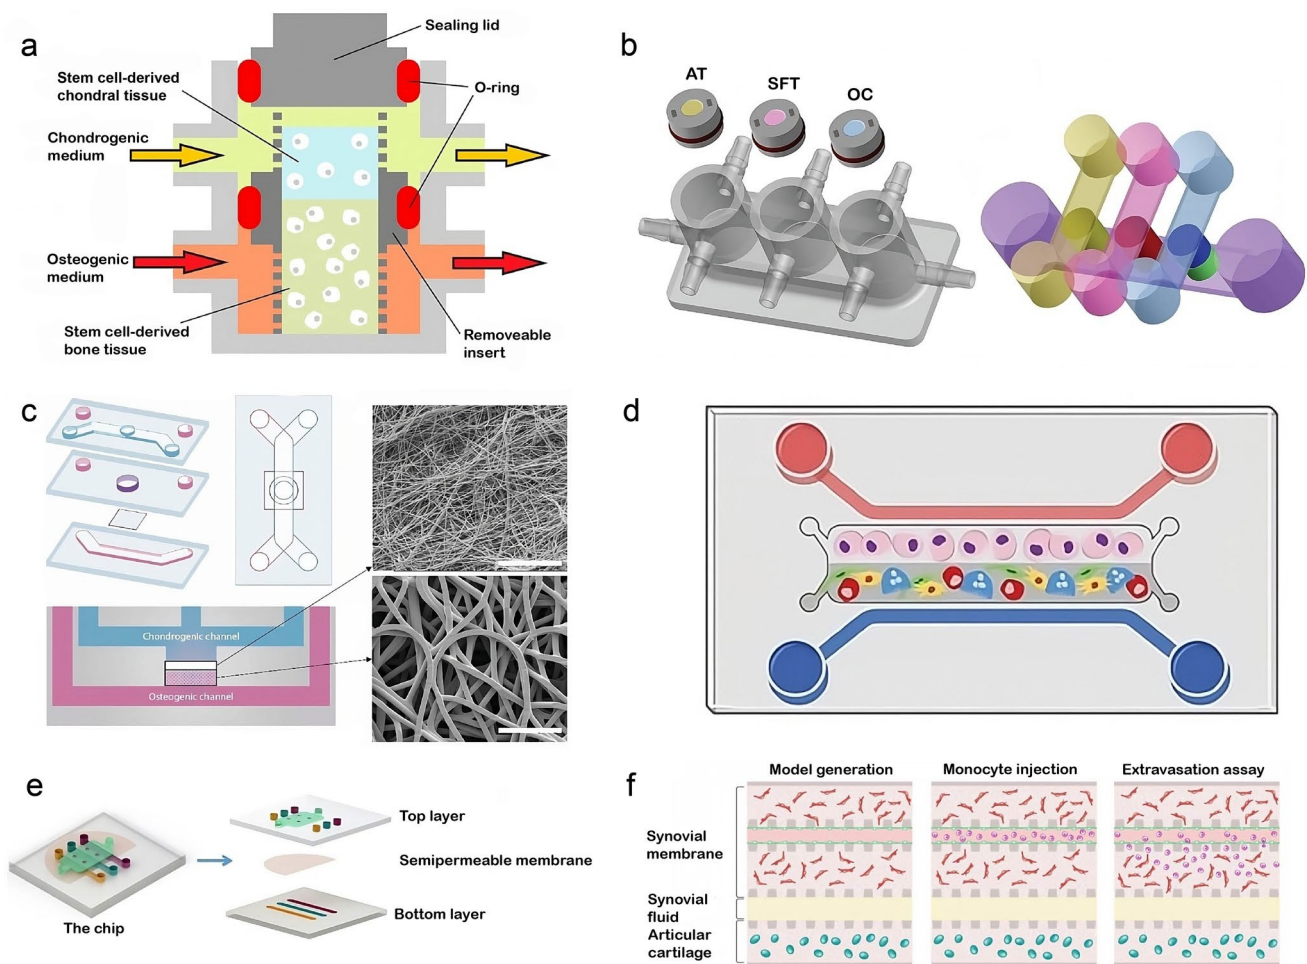 a
Sealing lid
Stem cell-derived
chondral tissue
O-ring
Chondrogenic
medium
Osteogenic
medium
Stem cell-derived
bone tissue
Removeable
insert
b
AT
SFT
OC
c
Chondrogenic channel
Osteogenic channel
d
e
The chip
Top layer
Semipermeable membrane
Bottom layer
f
Model generation
Monocyte injection
Extravasation assay
Synovial
membrane
Synovial
fluid
Articular
cartilage